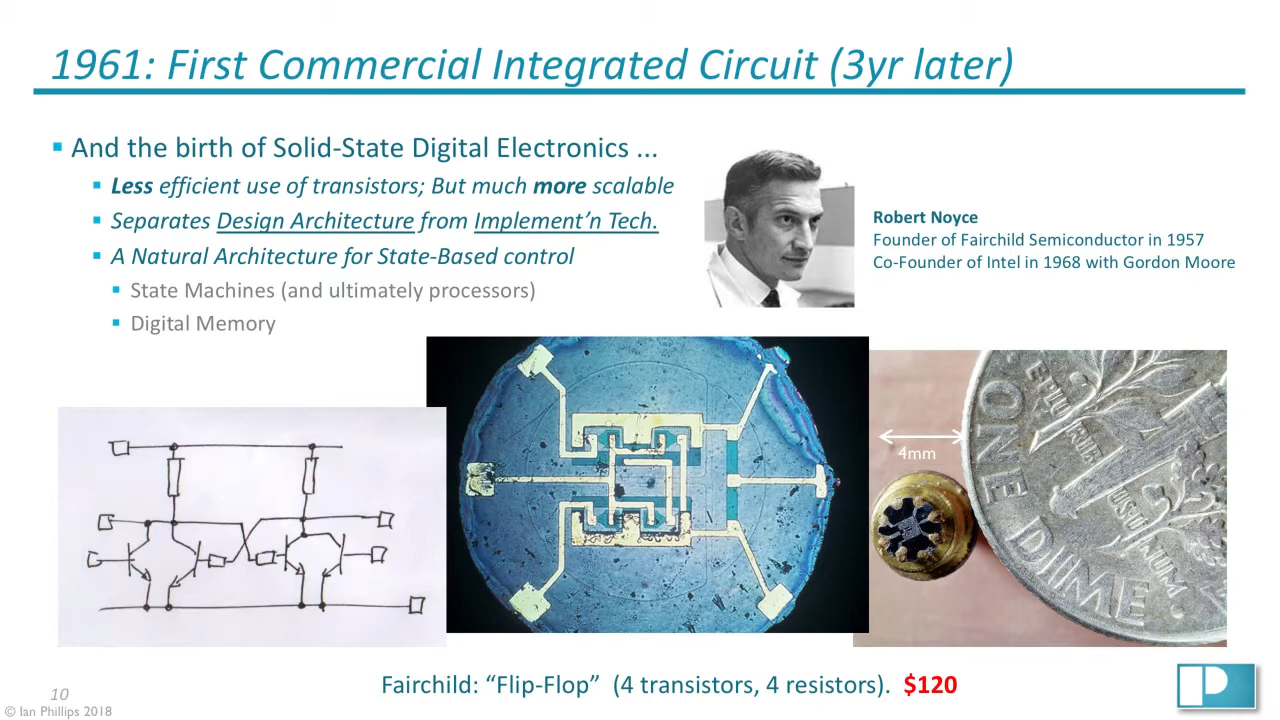 1961: First Commercial Integrated Circuit (3yr later)
And the birth of Solid-State Digital Electronics ...
Less efficient use of transistors; But much more scalable
Separates Design Architecture from Implement’n Tech.
A Natural Architecture for State-Based control
State Machines (and ultimately processors)
Digital Memory
Robert Noyce
Founder of Fairchild Semiconductor in 1957
Co-Founder of Intel in 1968 with Gordon Moore
4mm
ONE DIME
Fairchild: “Flip-Flop” (4 transistors, 4 resistors). $120
10
© Ian Phillips 2018